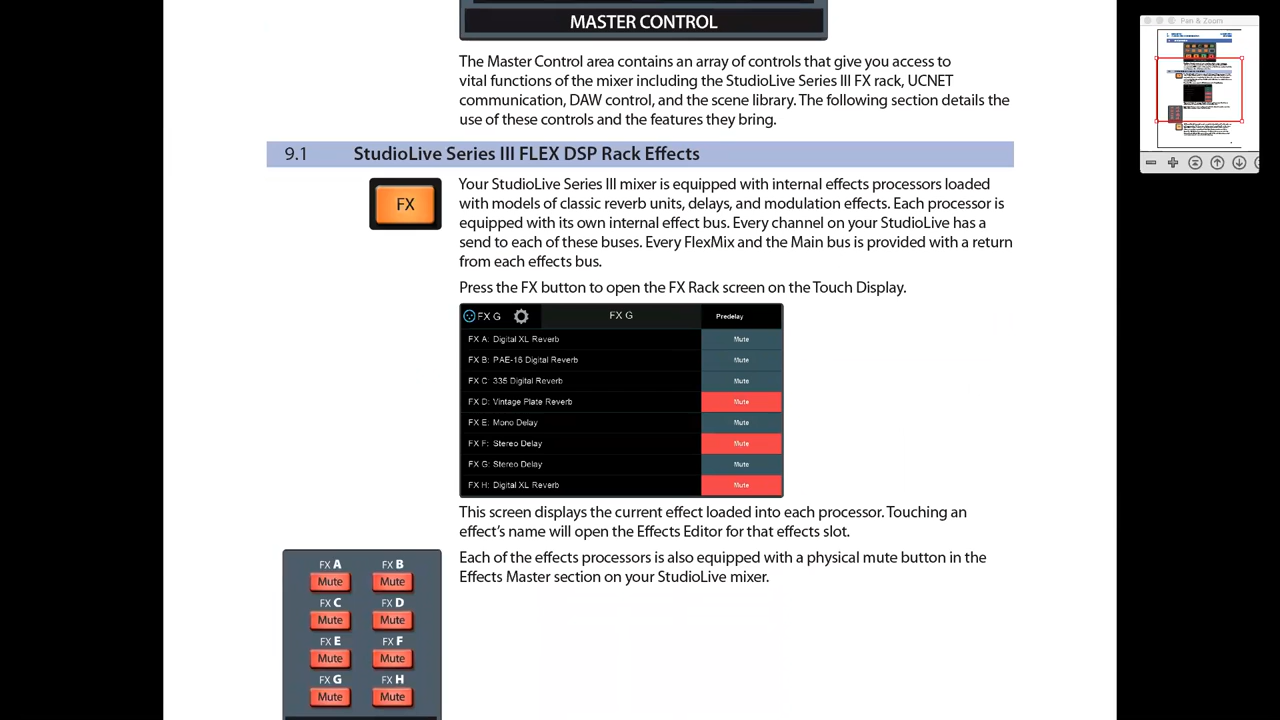 MASTER CONTROL
Pan & Zoom
The Master Control area contains an array of controls that give you access to
vital functions of the mixer including the StudioLive Series III FX rack, UCNET
communication, DAW control, and the scene library. The following section details the
use of these controls and the features they bring.
9.1 StudioLive Series III FLEX DSP Rack Effects
FX
Your StudioLive Series III mixer is equipped with internal effects processors loaded
with models of classic reverb units, delays, and modulation effects. Each processor is
equipped with its own internal effect bus. Every channel on your StudioLive has a
send to each of these buses. Every FlexMix and the Main bus is provided with a return
from each effects bus.
Press the FX button to open the FX Rack screen on the Touch Display.
FX G FX G Predelay
FX A: Digital XL Reverb Mute
FX B: PAE-16 Digital Reverb Mute
FX C: 335 Digital Reverb Mute
FX D: Vintage Plate Reverb Mute
FX E: Mono Delay Mute
FX F: Stereo Delay Mute
FX G: Stereo Delay Mute
FX H: Digital XL Reverb Mute
This screen displays the current effect loaded into each processor. Touching an
effect's name will open the Effects Editor for that effects slot.
Each of the effects processors is also equipped with a physical mute button in the
Effects Master section on your StudioLive mixer.
FX A FX B
Mute Mute
FX C FX D
Mute Mute
FX E FX F
Mute Mute
FX G FX H
Mute Mute